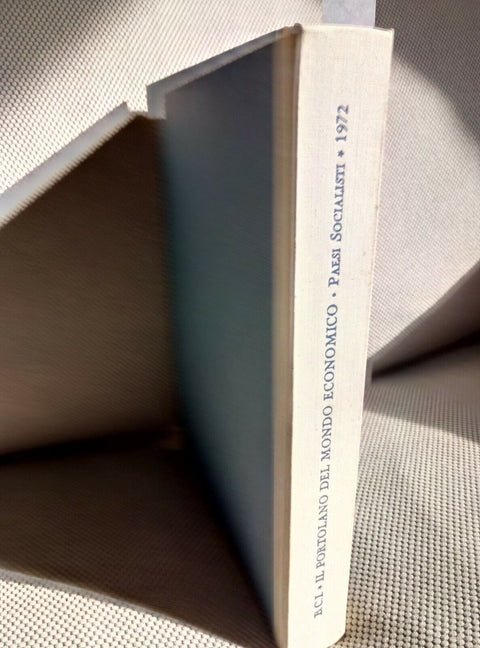 B.C.I. • IL PORTOLANO DEL MONDO ECONOMICO • PAESI SOCIALISTI * 1972